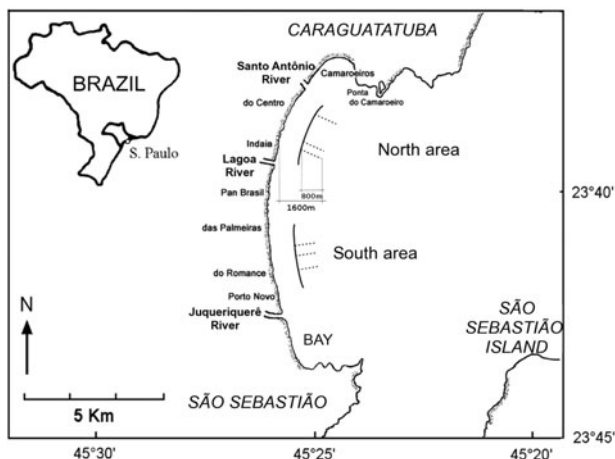 CARAGUATATUBA
BRAZIL
S. Paulo
Santo Antônio
River
Camaroeiros
Ponta
do Camaroeiro
do Centro
Indaia
North area
Lagoa
River
800m
1600m
23°40'
Pan Brasil
das Palmeiras
South area
do Romance
Porto Novo
Juqueriquerê
River
N
BAY
SÃO
SEBASTIÃO
ISLAND
5 Km
SÃO SEBASTIÃO
23°45'
45°30'
45°25'
45°20'